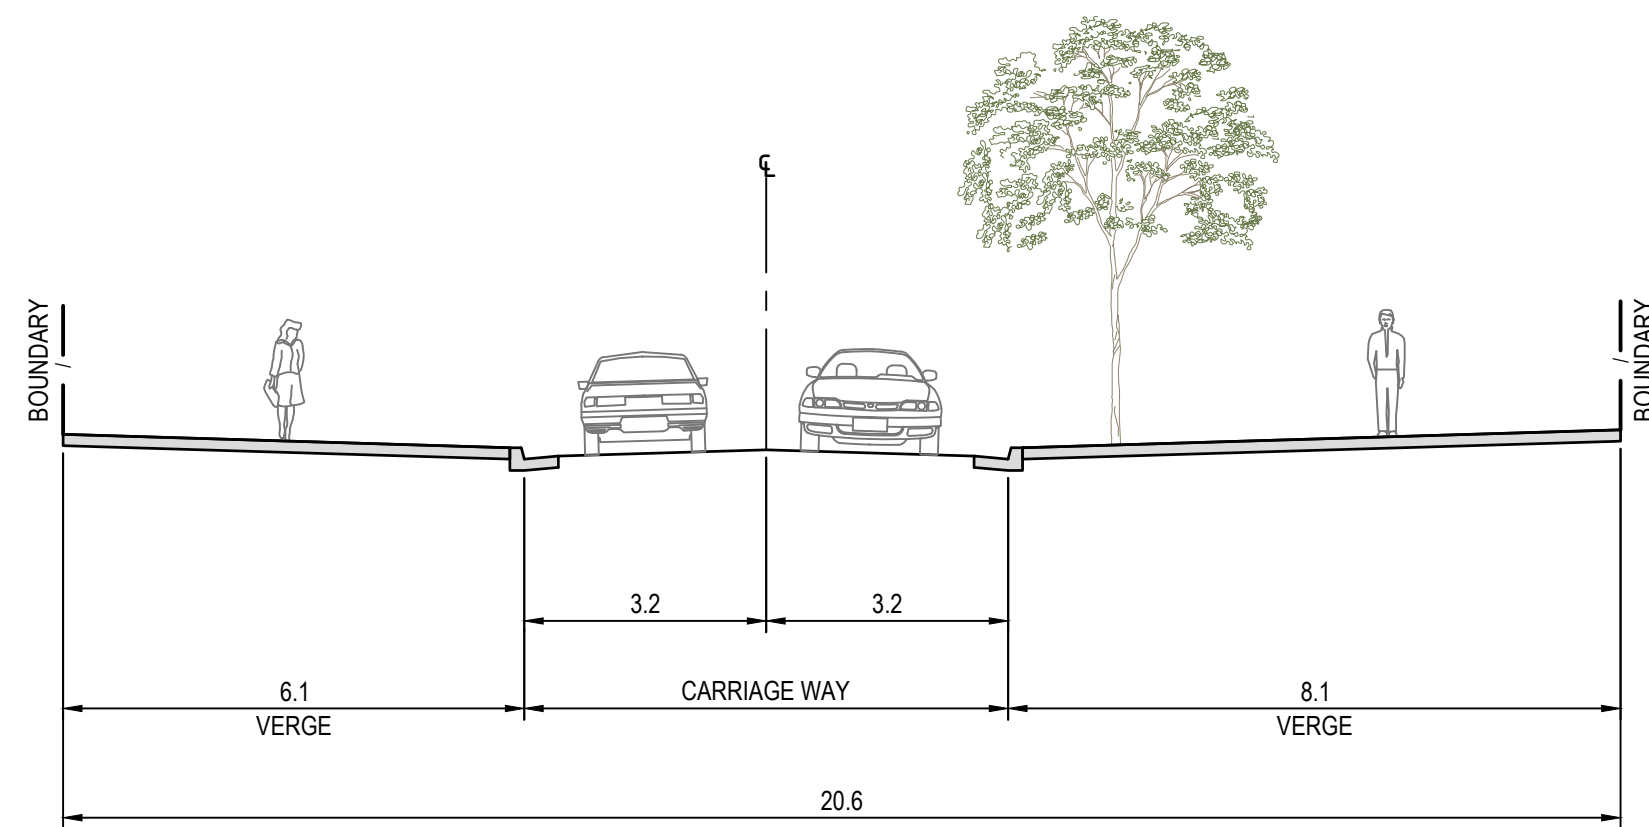 ℄
BOUNDARY
BOUNDARY
3.2
3.2
6.1
CARRIAGE WAY
8.1
VERGE
VERGE
20.6